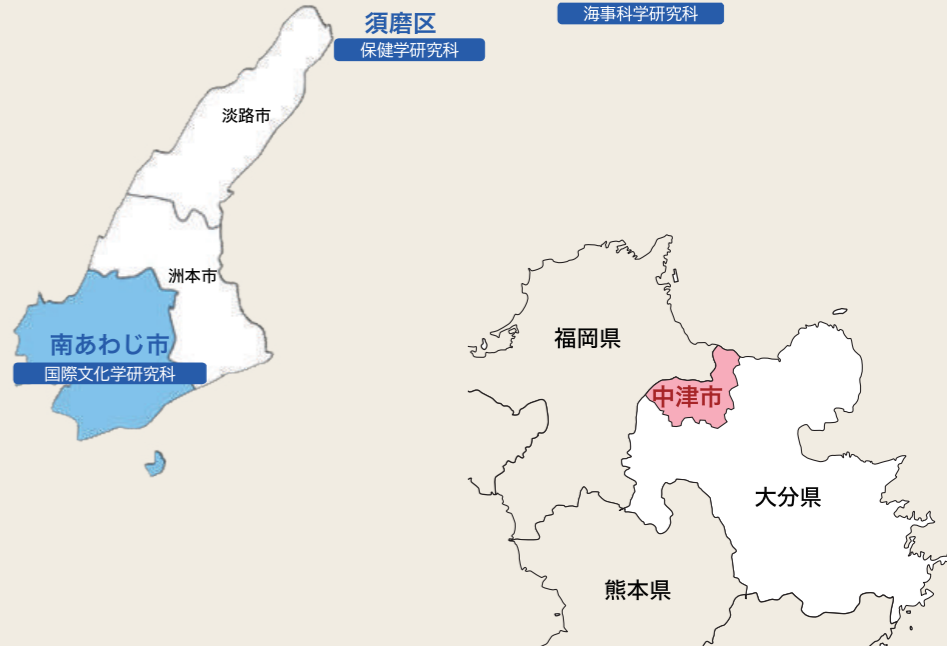 海事科学研究科
須磨区
保健学研究科
淡路市
洲本市
南あわじ市
国際文化学研究科
福岡県
中津市
大分県
熊本県